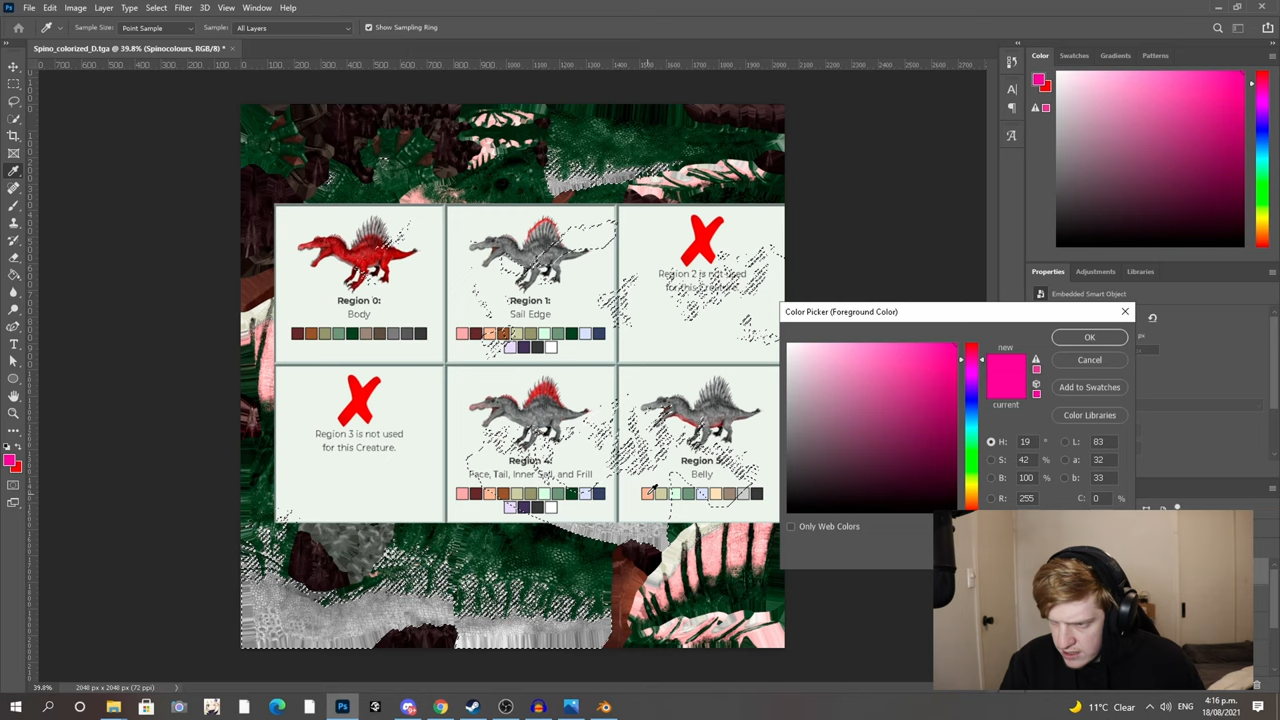 File Edit Image Layer Type Select Filter 3D View Window Help
Sample Size: Point Sample Sample: All Layers Show Sampling Ring
Spino_colorized_D.tga @ 39.8% (Spinocolours, RGB/8) *
Color Swatches Gradients Patterns
Region 0:
Body
Region 1:
Sail Edge
Region 2 is not used
for this Creature.
Region 3 is not used
for this Creature.
Region 4:
Face, Tail, Inner Sail, and Frill
Region 5:
Belly
Properties Adjustments Libraries
Embedded Smart Object
Color Picker (Foreground Color)
new
current
OK
Cancel
Add to Swatches
Color Libraries
H: 19 ° L: 83
S: 42 % a: 32
B: 100 % b: 33
R: 255 C: 0 %
Only Web Colors
39.8% 2048 px x 2048 px (72 ppi)
11°C Clear ENG
4:16 p.m.
18/08/2021